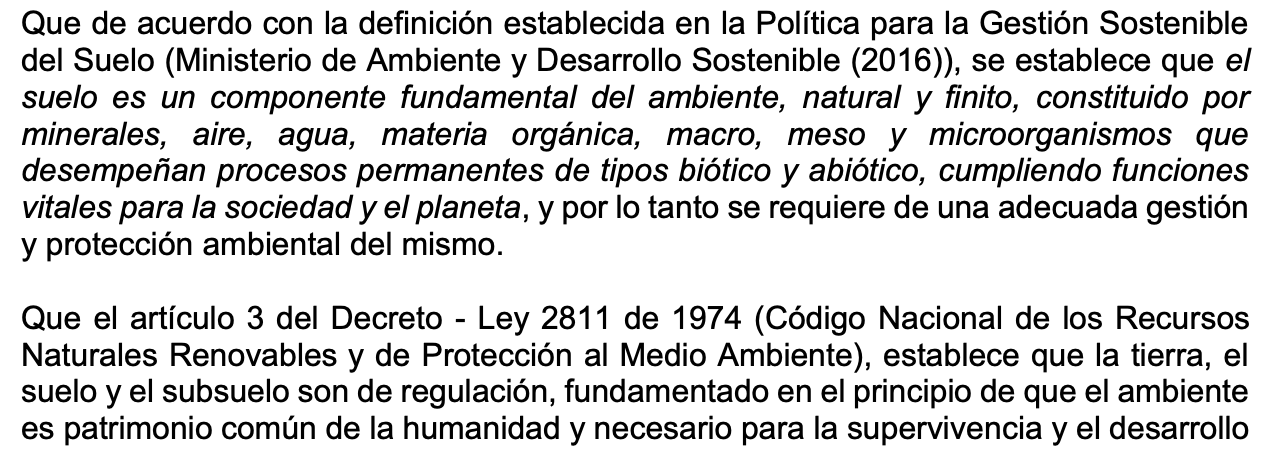 Que de acuerdo con la definición establecida en la Política para la Gestión Sostenible
del Suelo (Ministerio de Ambiente y Desarrollo Sostenible (2016)), se establece que el
suelo es un componente fundamental del ambiente, natural y finito, constituido por
minerales, aire, agua, materia orgánica, macro, meso y microorganismos que
desempeñan procesos permanentes de tipos biótico y abiótico, cumpliendo funciones
vitales para la sociedad y el planeta, y por lo tanto se requiere de una adecuada gestión
y protección ambiental del mismo.
Que el artículo 3 del Decreto - Ley 2811 de 1974 (Código Nacional de los Recursos
Naturales Renovables y de Protección al Medio Ambiente), establece que la tierra, el
suelo y el subsuelo son de regulación, fundamentado en el principio de que el ambiente
es patrimonio común de la humanidad y necesario para la supervivencia y el desarrollo